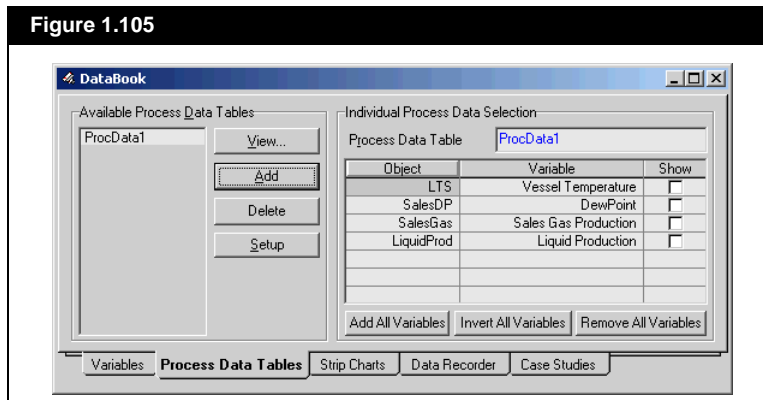 Figure 1.105
DataBook
Available Process Data Tables
ProcData1
View...
Add
Delete
Setup
Individual Process Data Selection
Process Data Table ProcData1
Object Variable Show
LTS Vessel Temperature
SalesDP DewPoint
SalesGas Sales Gas Production
LiquidProd Liquid Production
Add All Variables Invert All Variables Remove All Variables
Variables Process Data Tables Strip Charts Data Recorder Case Studies